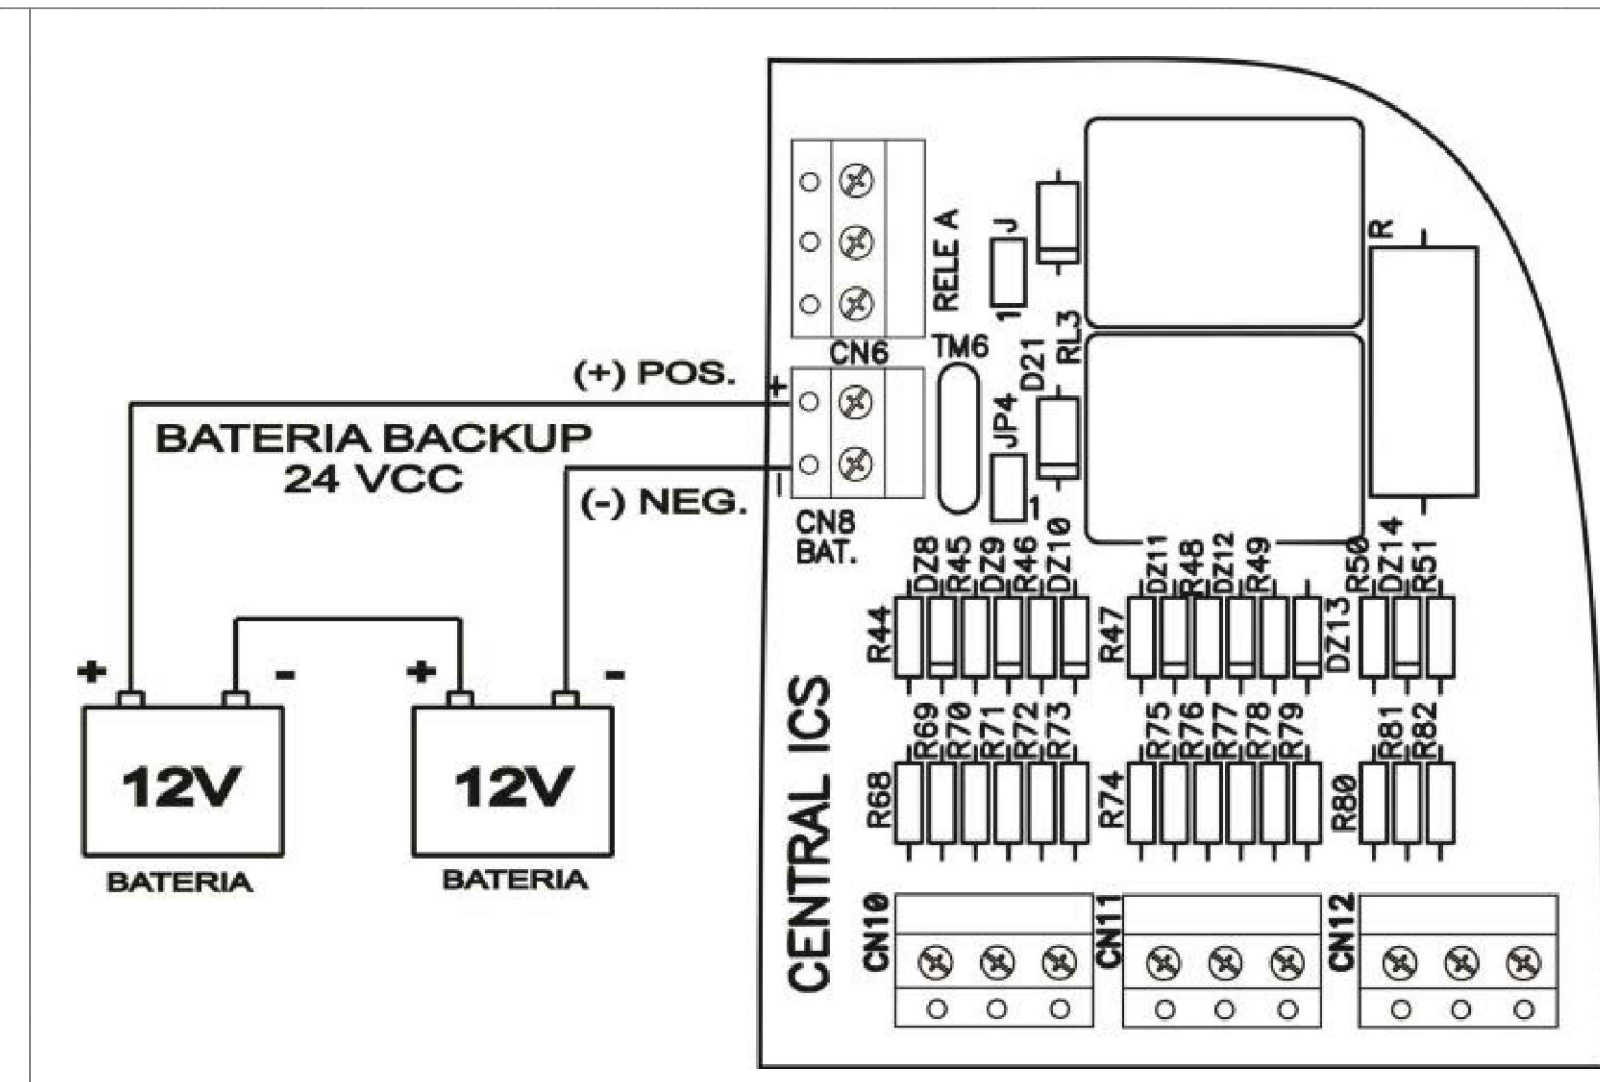 RELE A
J
1
R
CN6
TM6
RL3
D21
JP4
1
(+) POS.
+
BATERIA BACKUP
24 VCC
(-) NEG.
-
CN8
BAT.
DZ8
R45
DZ9
R46
DZ10
DZ11
R48
DZ12
R49
R50
DZ14
R51
R44
R47
DZ13
+
-
+
-
12V
12V
BATERIA
BATERIA
CENTRAL ICS
R69
R70
R71
R72
R73
R75
R76
R77
R78
R79
R81
R82
R68
R74
R80
CN10
CN11
CN12